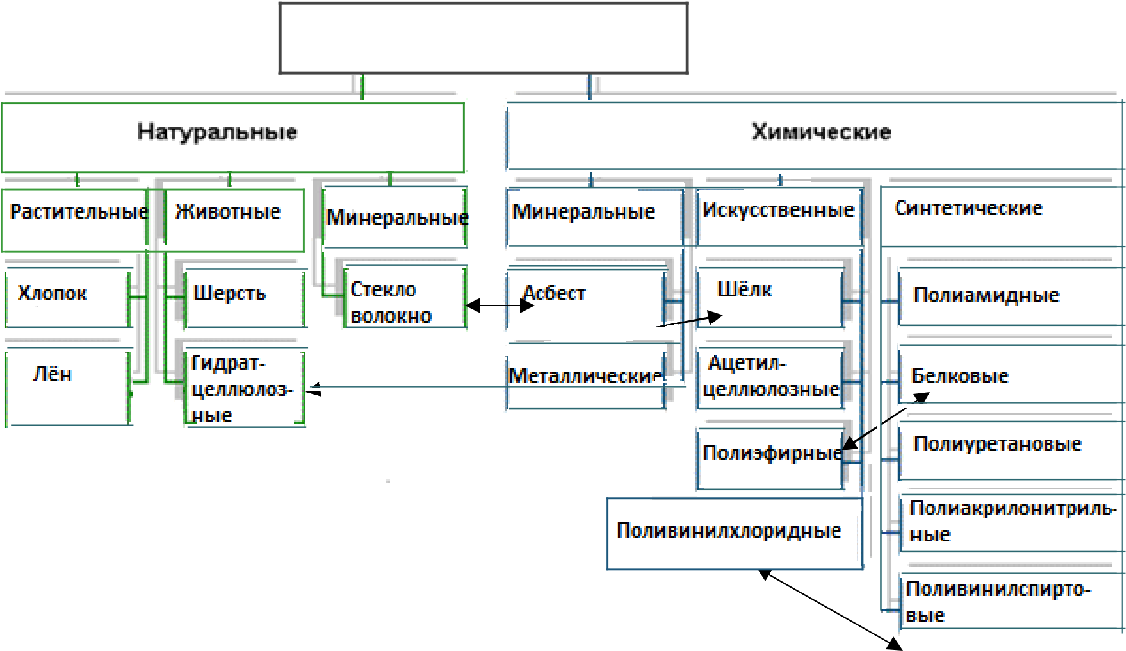 Натуральные
Химические
Растительные
Животные
Минеральные
Минеральные
Искусственные
Синтетические
Хлопок
Шерсть
Стекло
волокно
Асбест
Шёлк
Полиамидные
Лён
Гидрат-
целлюлоз-
ные
Металлические
Ацетил-
целлюлозные
Белковые
Полиэфирные
Полиуретановые
Поливинилхлоридные
Полиакрилонитриль-
ные
Поливинилспирто-
вые